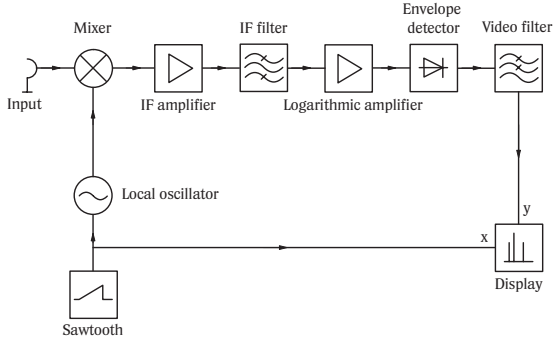 Mixer
IF filter
Envelope
detector
Video filter
Input
IF amplifier
Logarithmic amplifier
Local oscillator
y
x
Display
Sawtooth